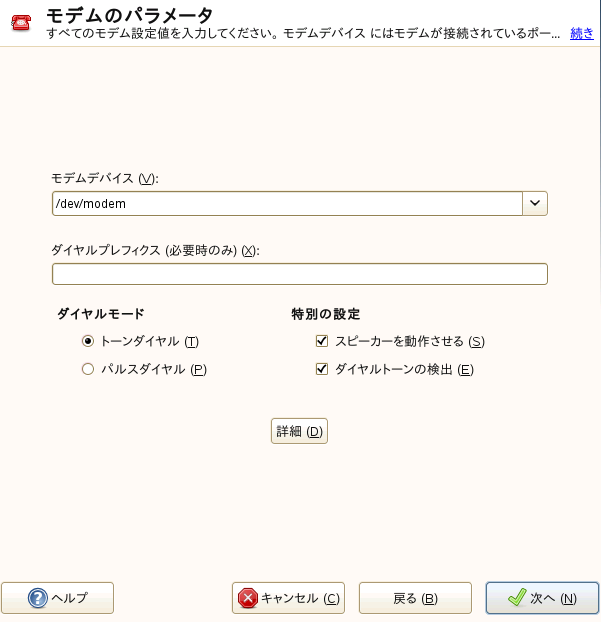 モデムのパラメータ
すべてのモデム設定値を入力してください。モデムデバイス にはモデムが接続されているポー... 続き
モデムデバイス (V):
/dev/modem
ダイヤルプレフィクス (必要時のみ) (X):
ダイヤルモード 特別の設定
トーンダイヤル (T) スピーカーを動作させる (S)
パルスダイヤル (P) ダイヤルトーンの検出 (E)
詳細 (D)
ヘルプ キャンセル (C) 戻る (B) 次へ (N)